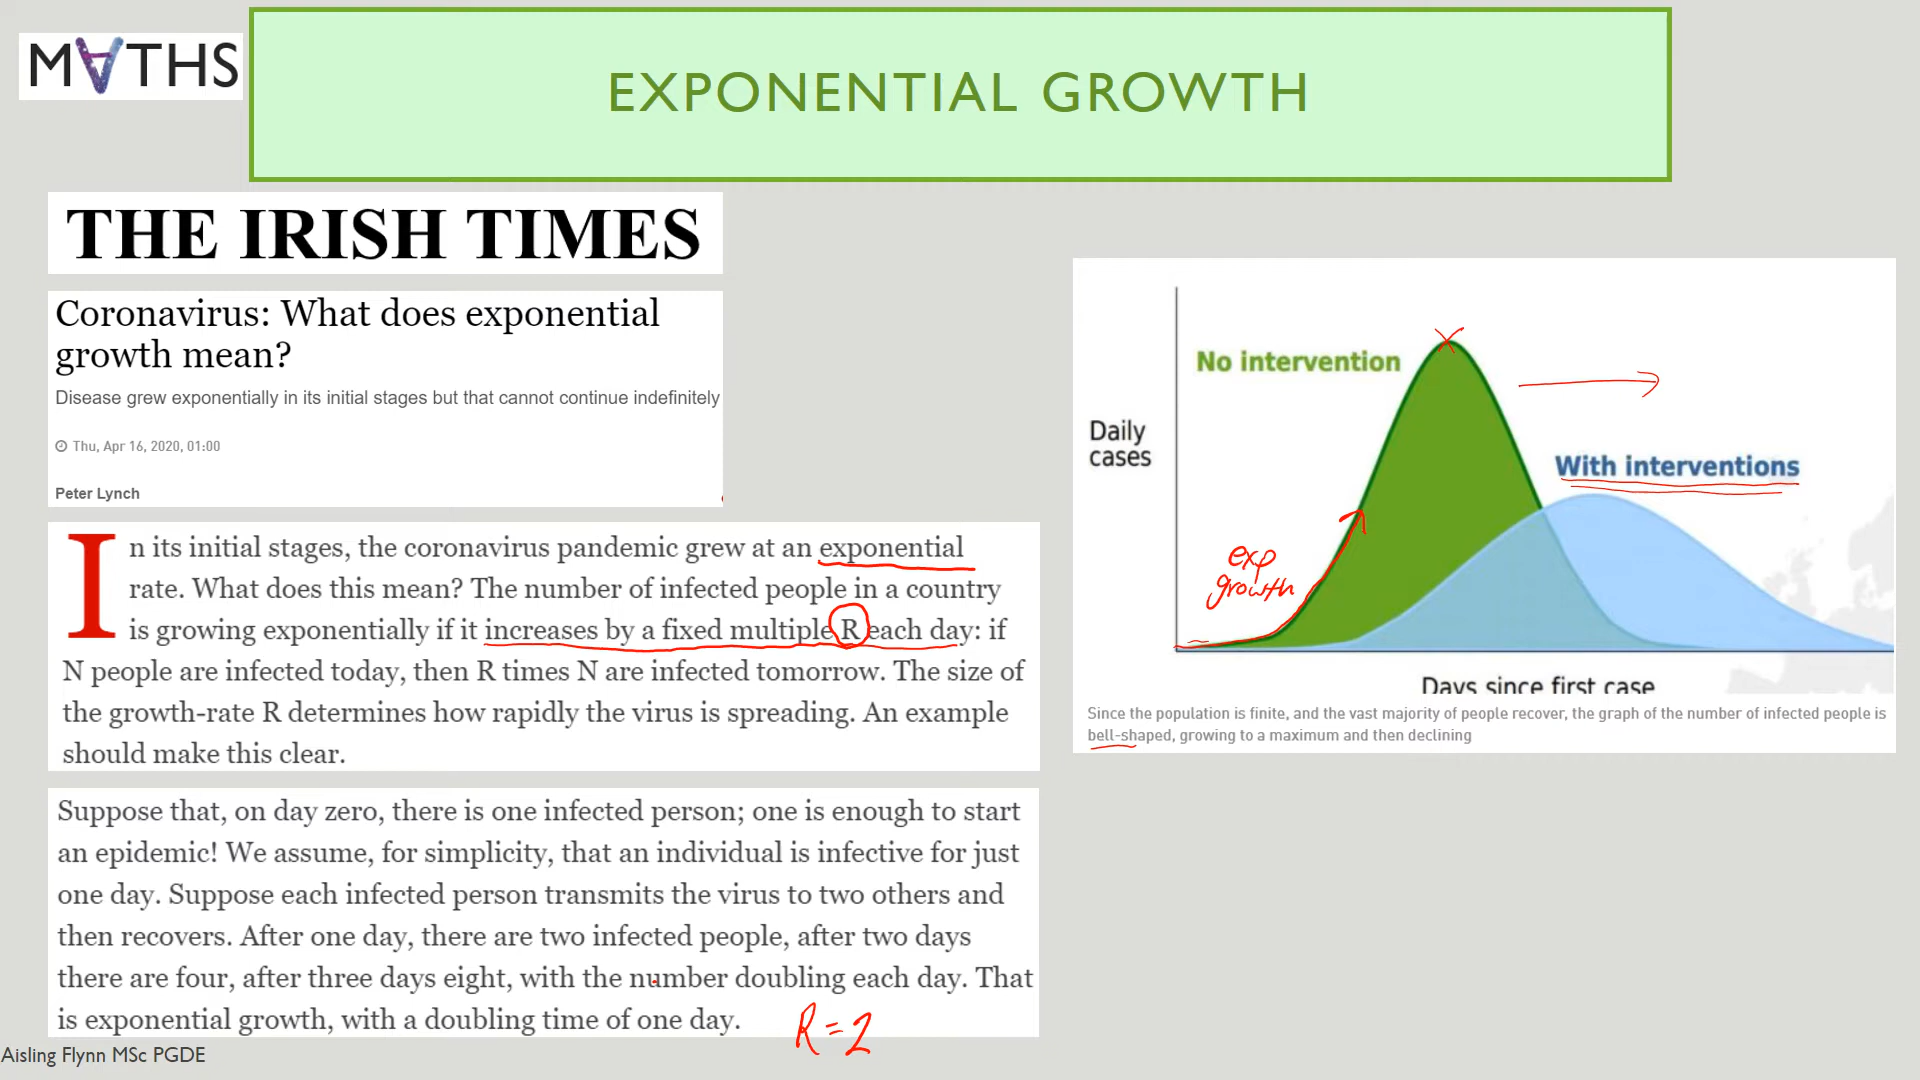 M∀THS
EXPONENTIAL GROWTH
THE IRISH TIMES
Coronavirus: What does exponential
growth mean?
Disease grew exponentially in its initial stages but that cannot continue indefinitely
Thu, Apr 16, 2020, 01:00
Peter Lynch
In its initial stages, the coronavirus pandemic grew at an exponential
rate. What does this mean? The number of infected people in a country
is growing exponentially if it increases by a fixed multiple R each day: if
N people are infected today, then R times N are infected tomorrow. The size of
the growth-rate R determines how rapidly the virus is spreading. An example
should make this clear.
Suppose that, on day zero, there is one infected person; one is enough to start
an epidemic! We assume, for simplicity, that an individual is infective for just
one day. Suppose each infected person transmits the virus to two others and
then recovers. After one day, there are two infected people, after two days
there are four, after three days eight, with the number doubling each day. That
is exponential growth, with a doubling time of one day.
R=2
Aisling Flynn MSc PGDE
No intervention
Daily
cases
With interventions
exp
growth
Days since first case
Since the population is finite, and the vast majority of people recover, the graph of the number of infected people is
bell-shaped, growing to a maximum and then declining